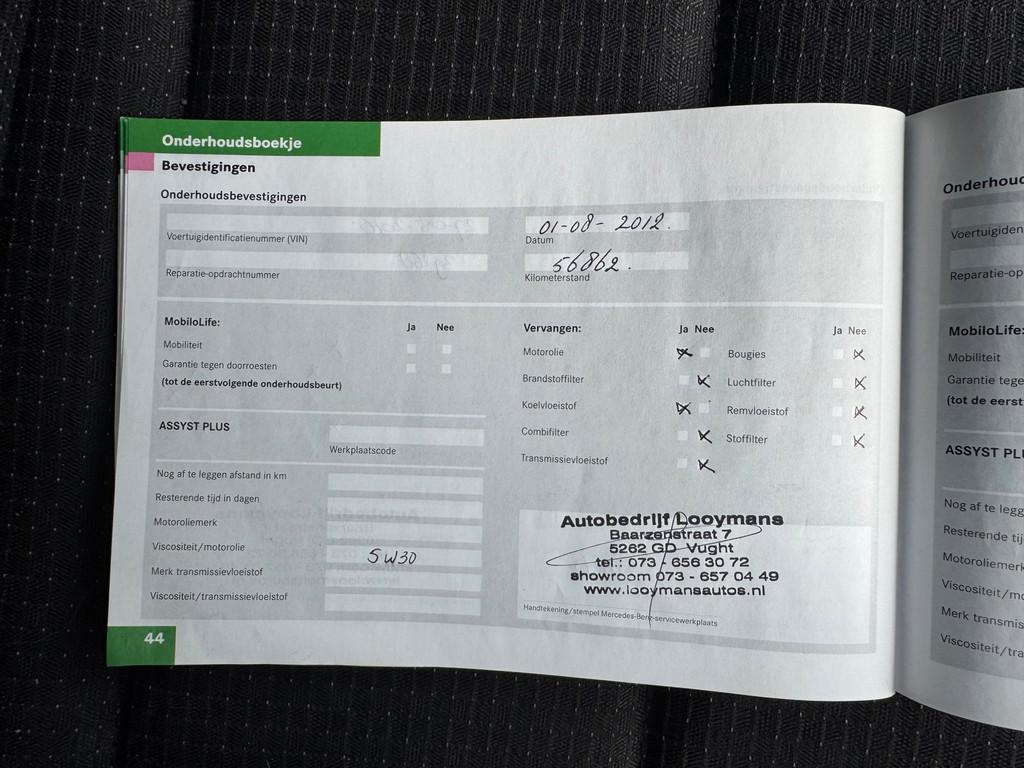 Onderhoudsboekje
Bevestigingen
Onderhoudsbevestigingen
Voertuigidentificatienummer (VIN)
Reparatie-opdrachtnummer
01-08-2012.
Datum
56862.
Kilometerstand
MobiloLife:
Ja Nee
Mobiliteit
Garantie tegen doorroesten
(tot de eerstvolgende onderhoudsbeurt)
Vervangen:
Ja Nee
Ja Nee
Motorolie
Bougies
Brandstoffilter
Luchtfilter
Koelvloeistof
Remvloeistof
Combifilter
Stoffilter
Transmissievloeistof
ASSYST PLUS
Werkplaatscode
Nog af te leggen afstand in km
Resterende tijd in dagen
Motoroliemerk
Viscositeit/motorolie
5W30
Merk transmissievloeistof
Viscositeit/transmissievloeistof
Autobedrijf Looymans
Baarzenstraat 7
5262 GD Vught
tel.: 073 - 656 30 72
showroom 073 - 657 04 49
www.looymansautos.nl
Handtekening/stempel Mercedes-Benz-servicewerkplaats
44
Onderhoud
Voertuigiden
Reparatie-op
MobiloLife:
Mobiliteit
Garantie tege
(tot de eerst
ASSYST PLU
Nog af te legg
Resterende tij
Motoroliemerk
Viscositeit/mo
Merk transmis
Viscositeit/tra